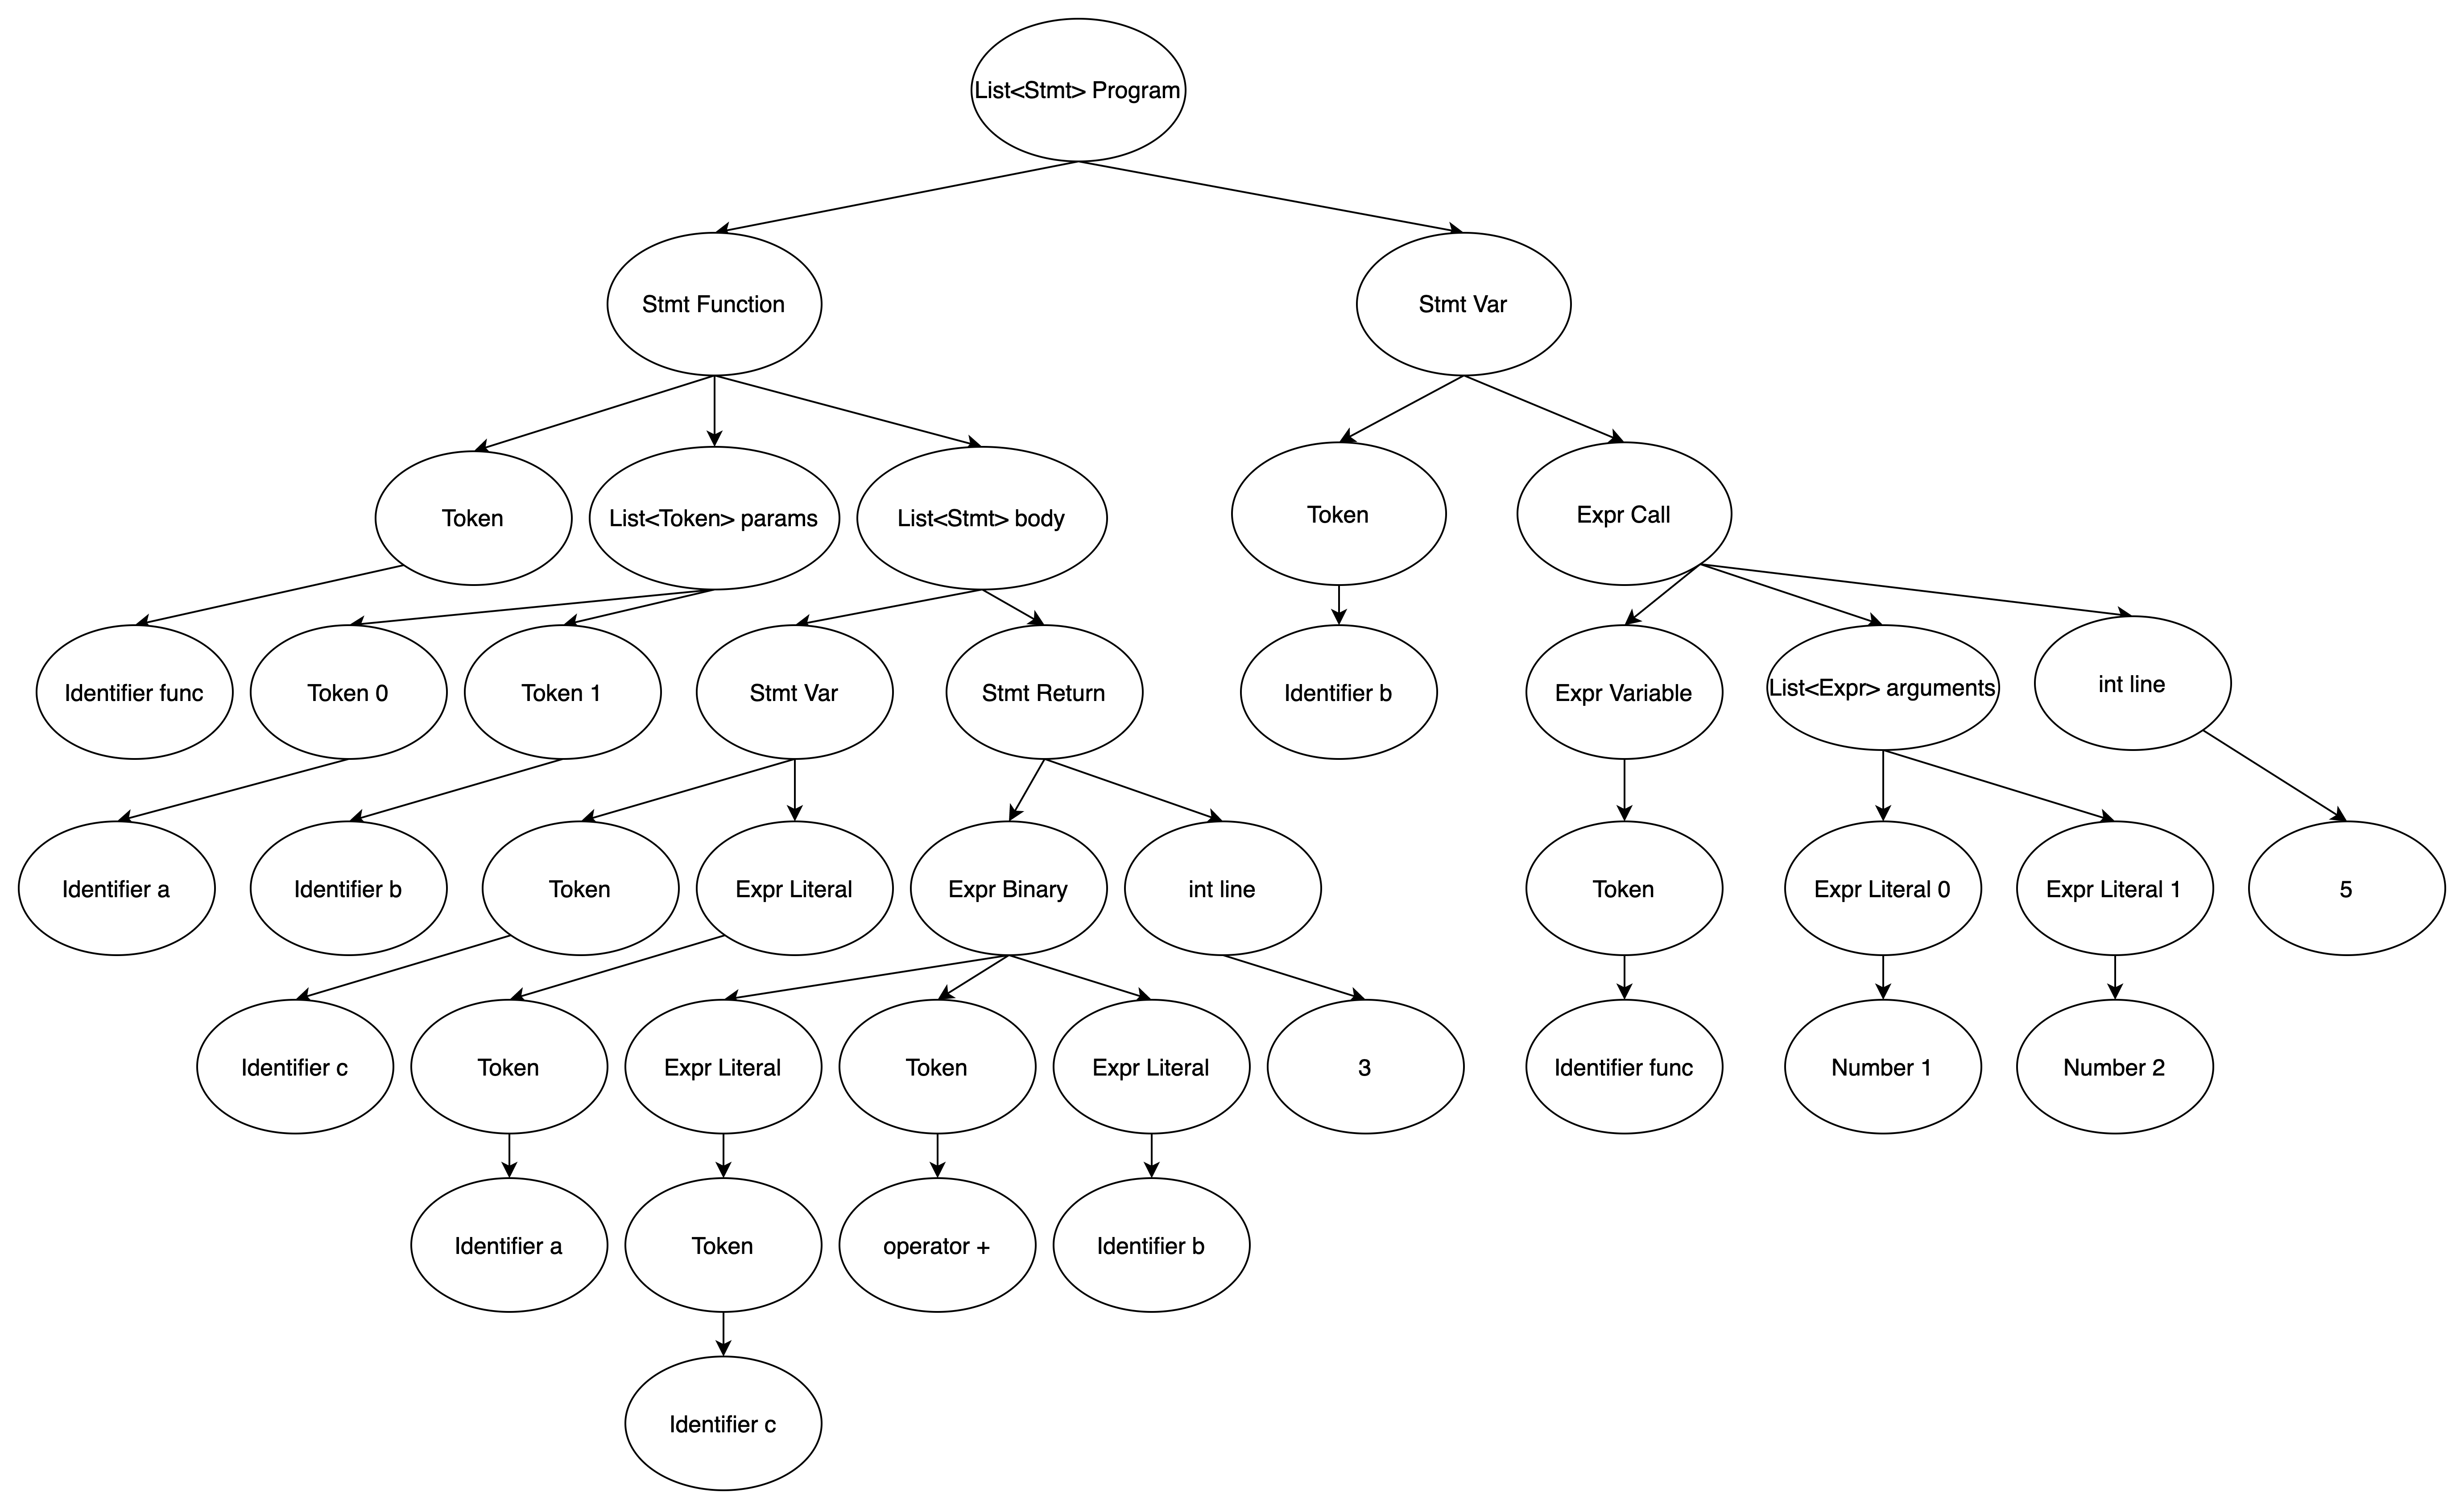 List<Stmt> Program
Stmt Function
Stmt Var
Token
List<Token> params
List<Stmt> body
Token
Expr Call
Identifier func
Token 0
Token 1
Stmt Var
Stmt Return
Identifier b
Expr Variable
List<Expr> arguments
int line
Identifier a
Identifier b
Token
Expr Literal
Expr Binary
int line
Token
Expr Literal 0
Expr Literal 1
5
Identifier c
Token
Expr Literal
Token
Expr Literal
3
Identifier func
Number 1
Number 2
Identifier a
Token
operator +
Identifier b
Identifier c